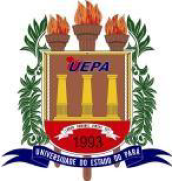 UEPA
1993
UNIVERSIDADE DO ESTADO DO PARÁ